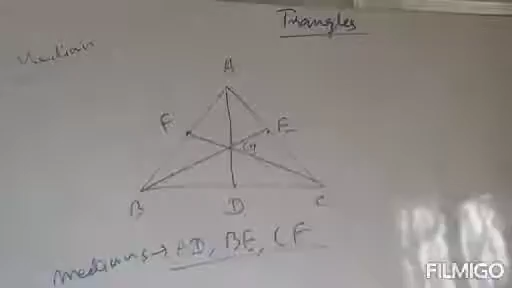 Triangles
Median
A
F
E
G
B
D
C
Medians → AD, BE, CF
FILMIGO